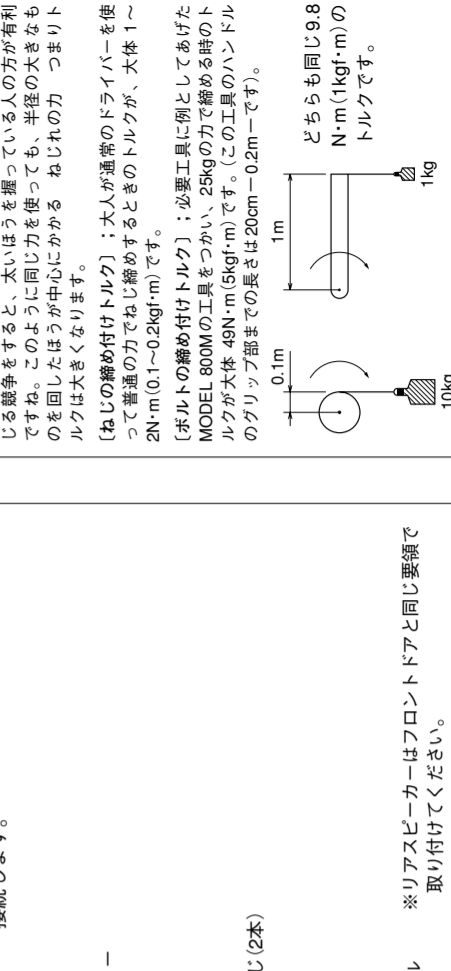 接続します。
ー
じ(2本)
レ
※リアスピーカーはフロントドアと同じ要領で
取り付けてください。
じる競争をすると、太いほうを握っている人の方が有利
ですね。このように同じ力を使っても、半径の大きなも
のを回したほうが中心にかかる ねじれの力 つまりト
ルクは大きくなります。
［ねじの締め付けトルク］；大人が通常のドライバーを使
って普通の力でねじ締めするときのトルクが、大体 1～
2N･m(0.1～0.2kgf･m)です。
［ボルトの締め付けトルク］；必要工具に例としてあげた
MODEL 800Mの工具をつかい、25kgの力で締める時のト
ルクが大体 49N･m(5kgf･m)です。(この工具のハンドル
のグリップ部までの長さは20cm－0.2m－です)。
0.1m
10kg
1m
1kg
どちらも同じ9.8
N･m(1kgf･m)の
トルクです。